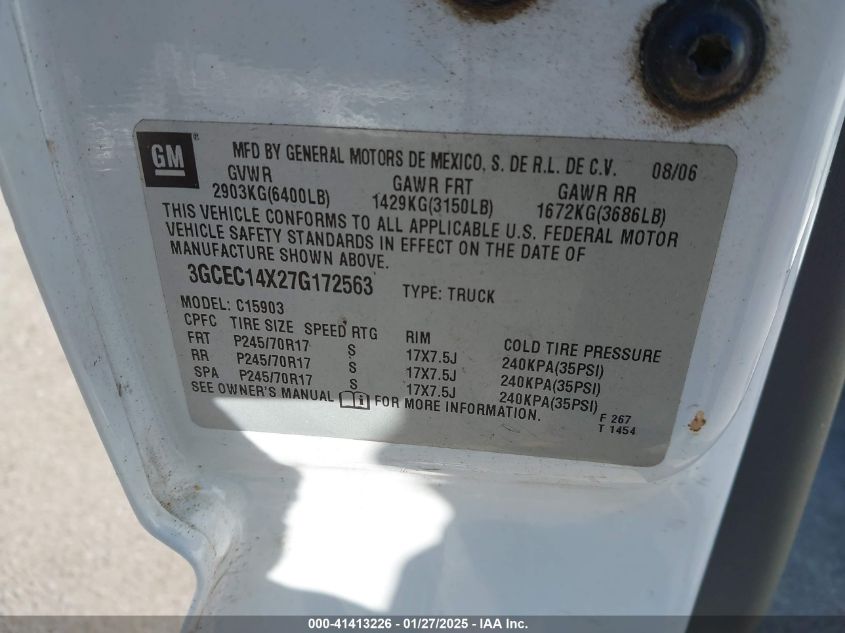 GM ® MFD BY GENERAL MOTORS DE MEXICO, S. DE R.L. DE C.V. 08/06
GVWR GAWR FRT GAWR RR
2903KG(6400LB) 1429KG(3150LB) 1672KG(3686LB)
THIS VEHICLE CONFORMS TO ALL APPLICABLE U.S. FEDERAL MOTOR
VEHICLE SAFETY STANDARDS IN EFFECT ON THE DATE OF
MANUFACTURE SHOWN ABOVE.
3GCEC14X27G172563 TYPE: TRUCK
MODEL: C15903
CPFC TIRE SIZE SPEED RTG RIM COLD TIRE PRESSURE
FRT P245/70R17 S 17X7.5J 240KPA(35PSI)
RR P245/70R17 S 17X7.5J 240KPA(35PSI)
SPA P245/70R17 S 17X7.5J 240KPA(35PSI)
SEE OWNER'S MANUAL i FOR MORE INFORMATION.
F 267
T 1454
000-41413226 - 01/27/2025 - IAA Inc.